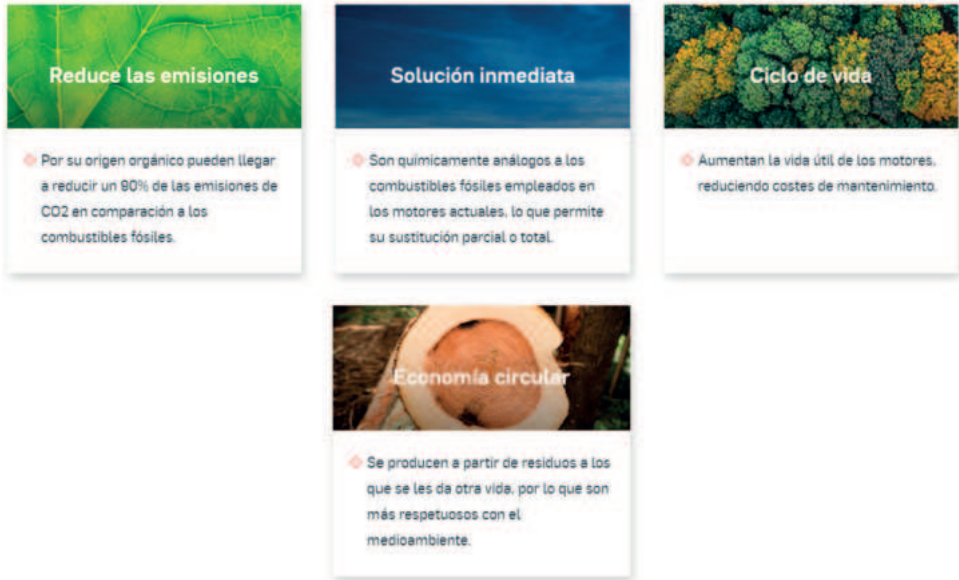 Reduce las emisiones
Por su origen orgánico pueden llegar
a reducir un 90% de las emisiones de
CO2 en comparación a los
combustibles fósiles.
Solución inmediata
Son químicamente análogos a los
combustibles fósiles empleados en
los motores actuales, lo que permite
su sustitución parcial o total.
Ciclo de vida
Aumentan la vida útil de los motores,
reduciendo costes de mantenimiento.
Economía circular
Se producen a partir de residuos a los
que se les da otra vida, por lo que son
más respetuosos con el
medioambiente.